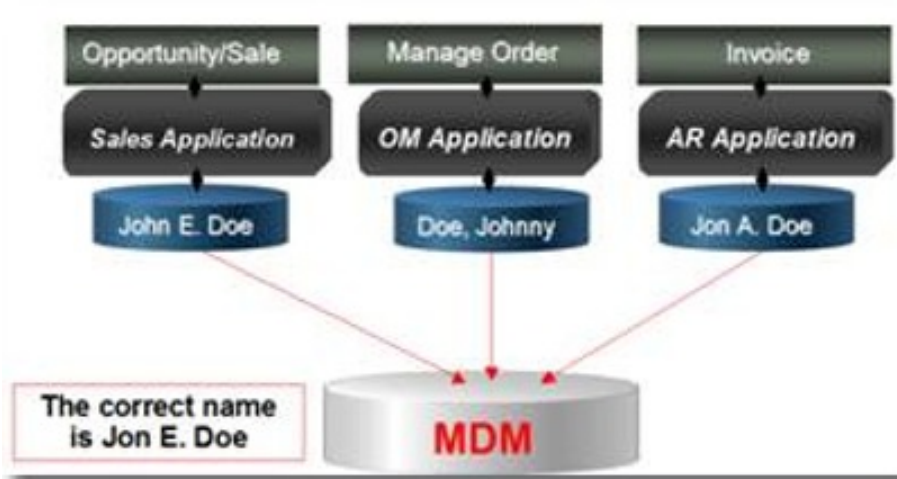 Opportunity/Sale
Manage Order
Invoice
Sales Application
OM Application
AR Application
John E. Doe
Doe, Johnny
Jon A. Doe
The correct name
is Jon E. Doe
MDM